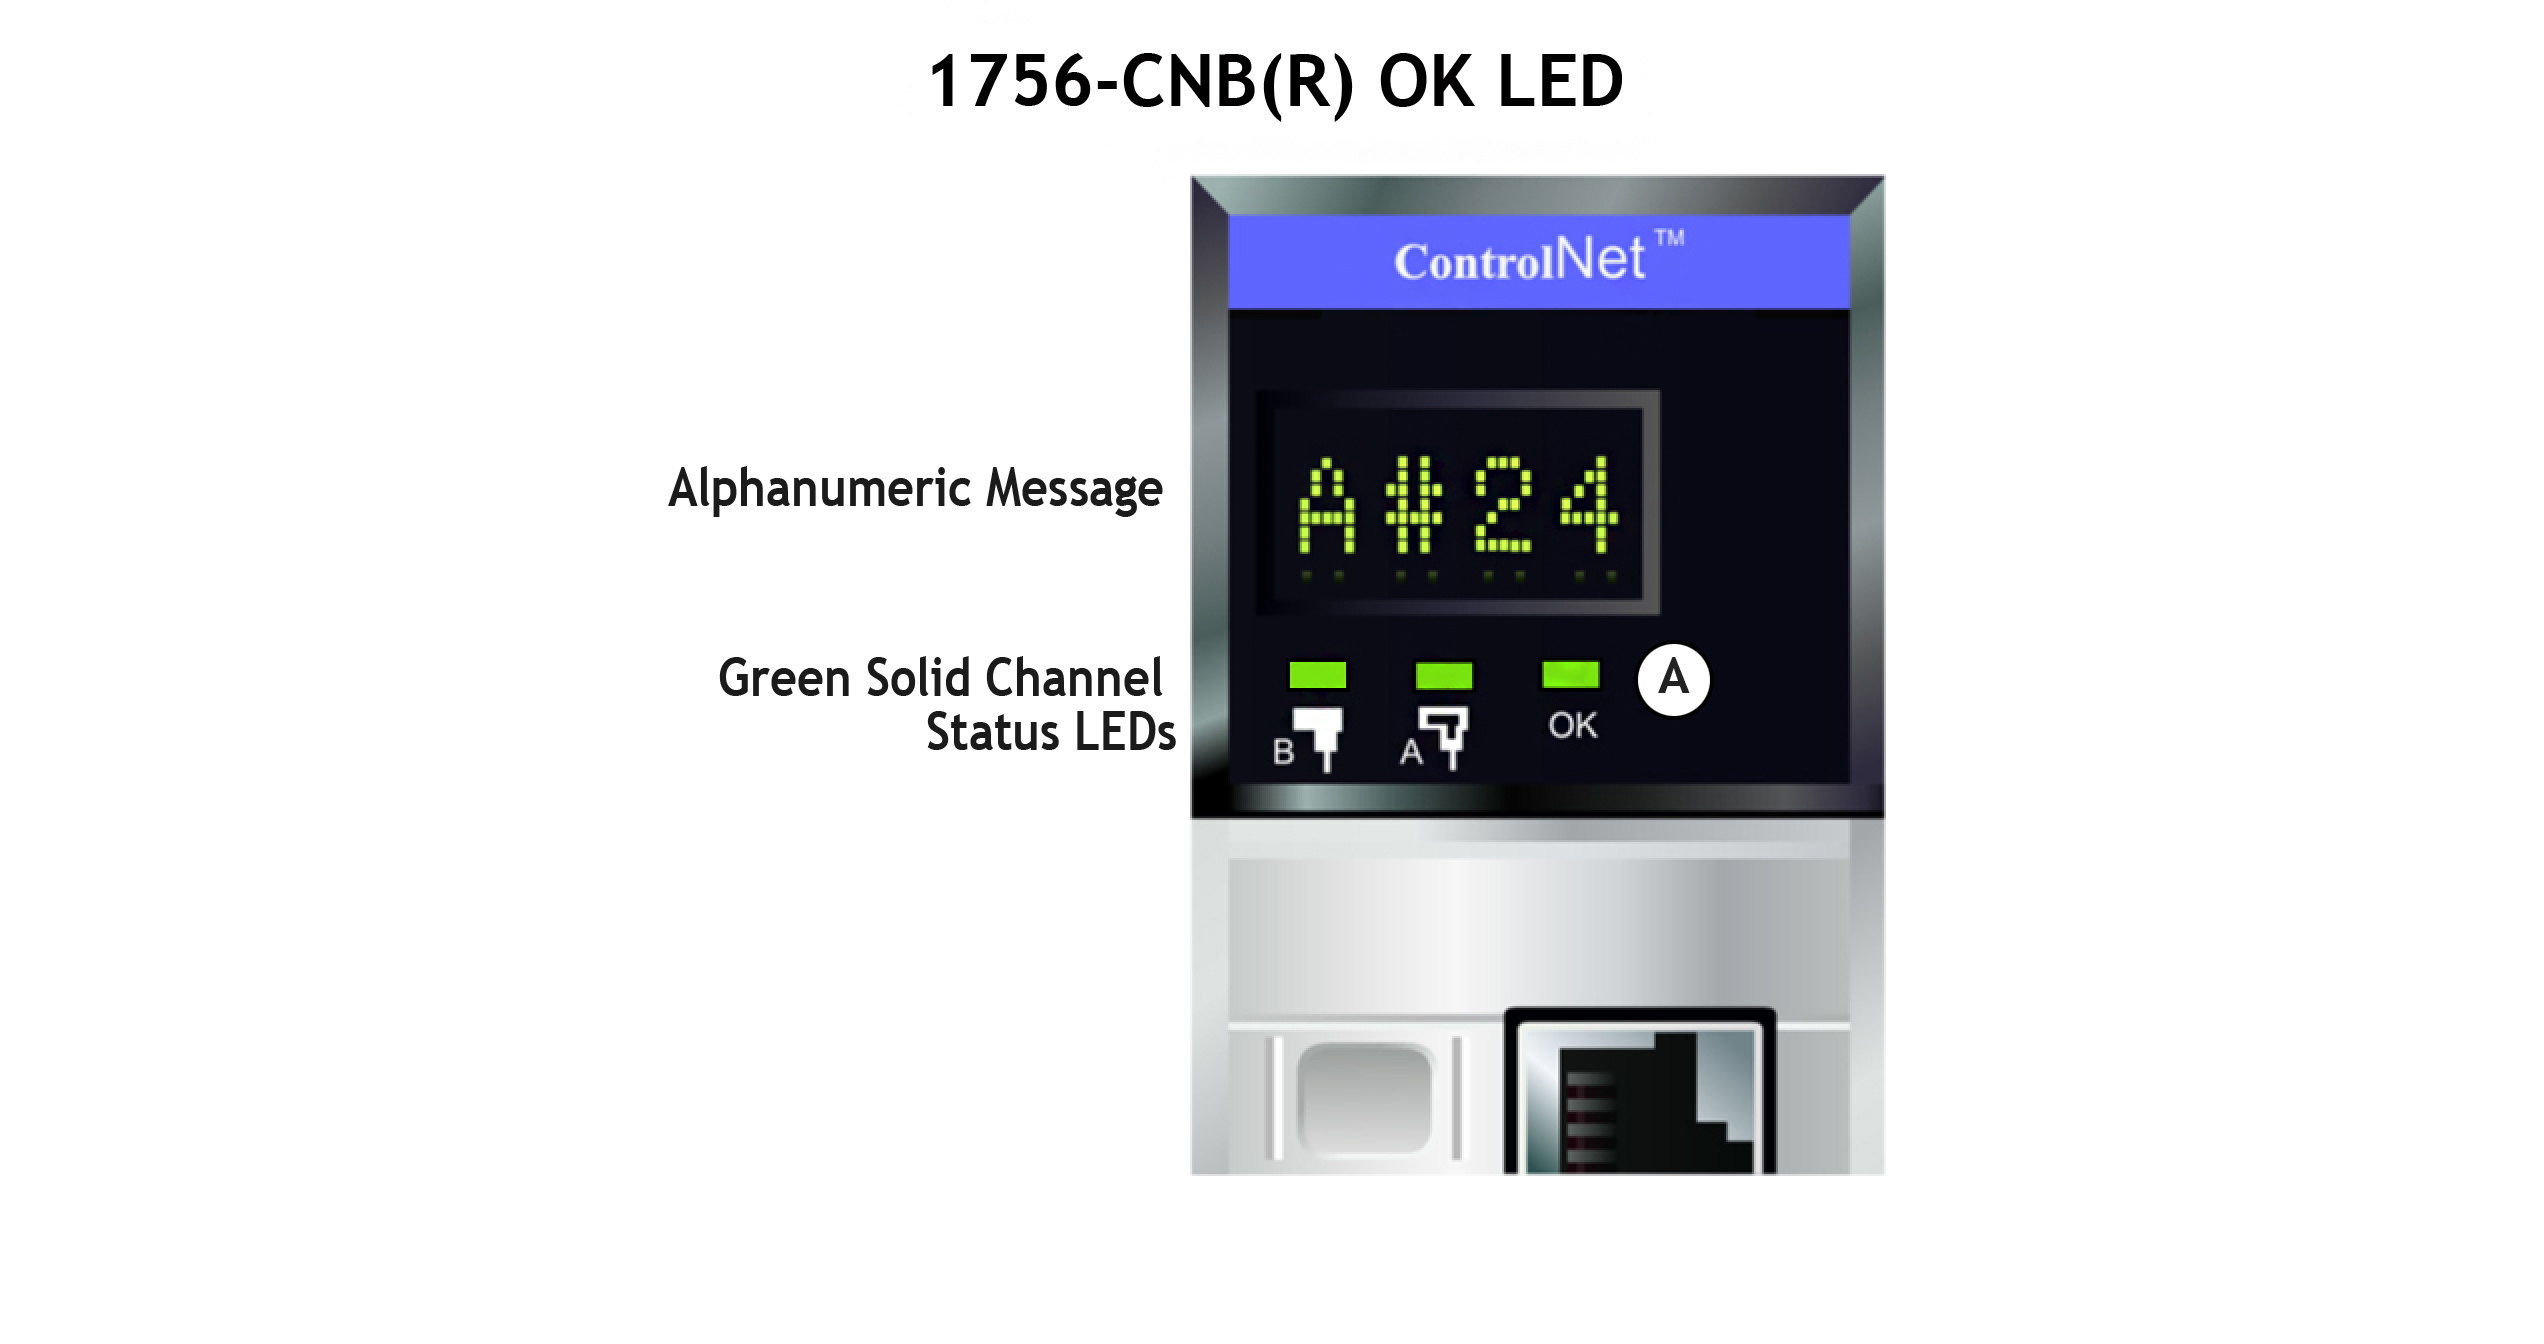 1756-CNB(R) OK LED
ControlNet™
Alphanumeric Message
A#24
Green Solid Channel
Status LEDs
A
B
A
OK